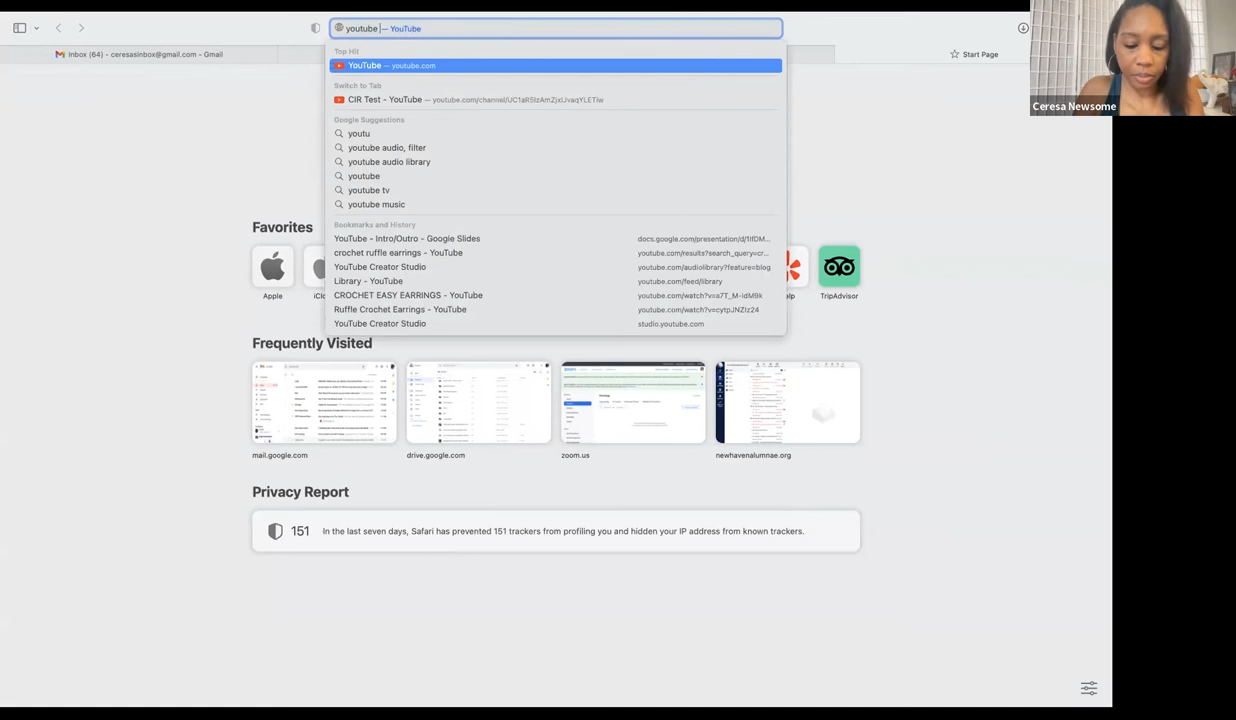 youtube — YouTube
Inbox (64) – ceresasinbox@gmail.com – Gmail
Start Page
Ceresa Newsome
Top Hit
YouTube — youtube.com
Switch to Tab
CIR Test - YouTube — youtube.com/channel/UC1aR5IzAmZjxiJvaqYLETiw
Google Suggestions
youtu
youtube audio, filter
youtube audio library
youtube
youtube tv
youtube music
Bookmarks and History
YouTube - Intro/Outro - Google Slides docs.google.com/presentation/d/1IfDM...
crochet ruffle earrings - YouTube youtube.com/results?search_query=cr...
YouTube Creator Studio youtube.com/audiolibrary?feature=blog
Library - YouTube youtube.com/feed/library
CROCHET EASY EARRINGS - YouTube youtube.com/watch?v=a7T_M-ldM9k
Ruffle Crochet Earrings - YouTube youtube.com/watch?v=cytpJNZIz24
YouTube Creator Studio studio.youtube.com
Favorites
Apple
TripAdvisor
Frequently Visited
mail.google.com
drive.google.com
zoom.us
newhavenalumnae.org
Privacy Report
151 In the last seven days, Safari has prevented 151 trackers from profiling you and hidden your IP address from known trackers.